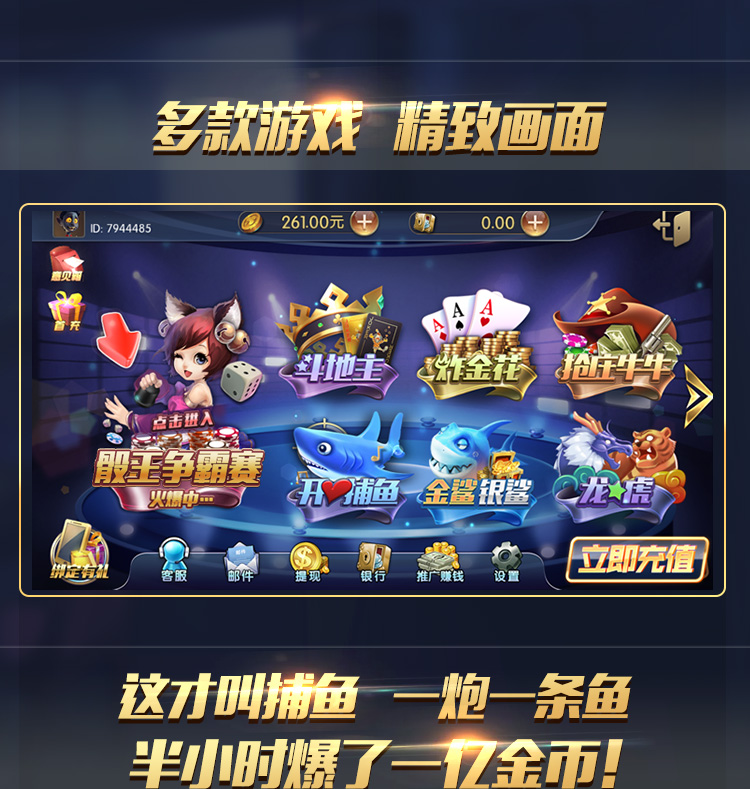 多款游戏 精致画面
ID: 7944485
261.00元
0.00
首充
斗地主
炸金花
抢庄牛牛
点击进入
骰王争霸赛
火爆中...
开心捕鱼
金鲨银鲨
龙虎
绑定有礼
客服
邮件
提现
银行
推广赚钱
设置
立即充值
这才叫捕鱼 一炮一条鱼
半小时爆了一亿金币!